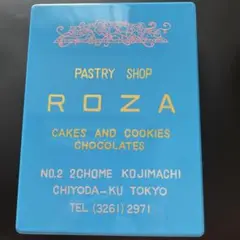 PASTRY SHOP
ROZA
CAKES AND COOKIES
CHOCOLATES
NO.2 2CHOME KOJIMACHI
CHIYODA-KU TOKYO
TEL (3261) 2971